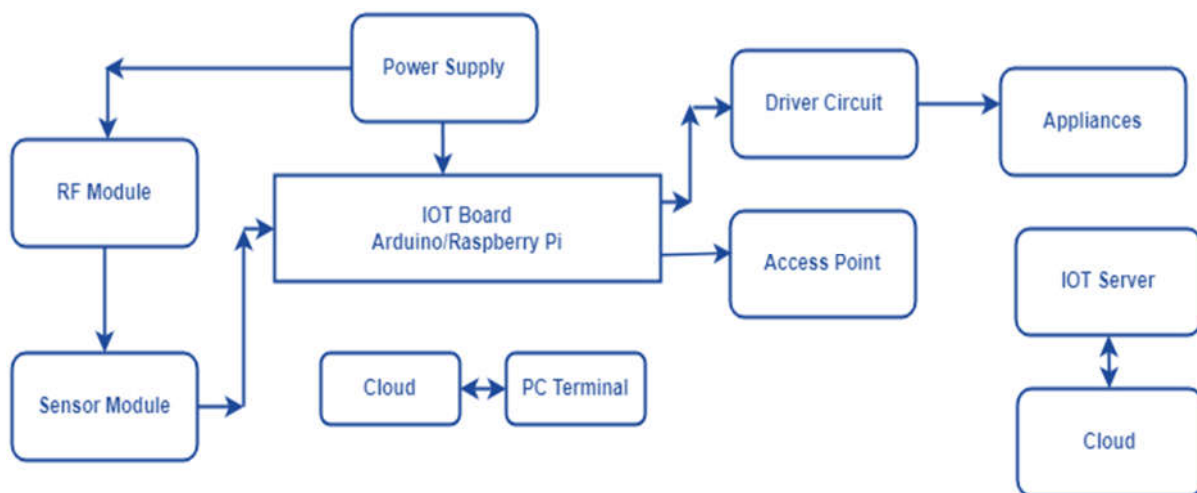 Power Supply
Driver Circuit
Appliances
RF Module
IOT Board
Arduino/Raspberry Pi
Access Point
IOT Server
Sensor Module
Cloud
PC Terminal
Cloud